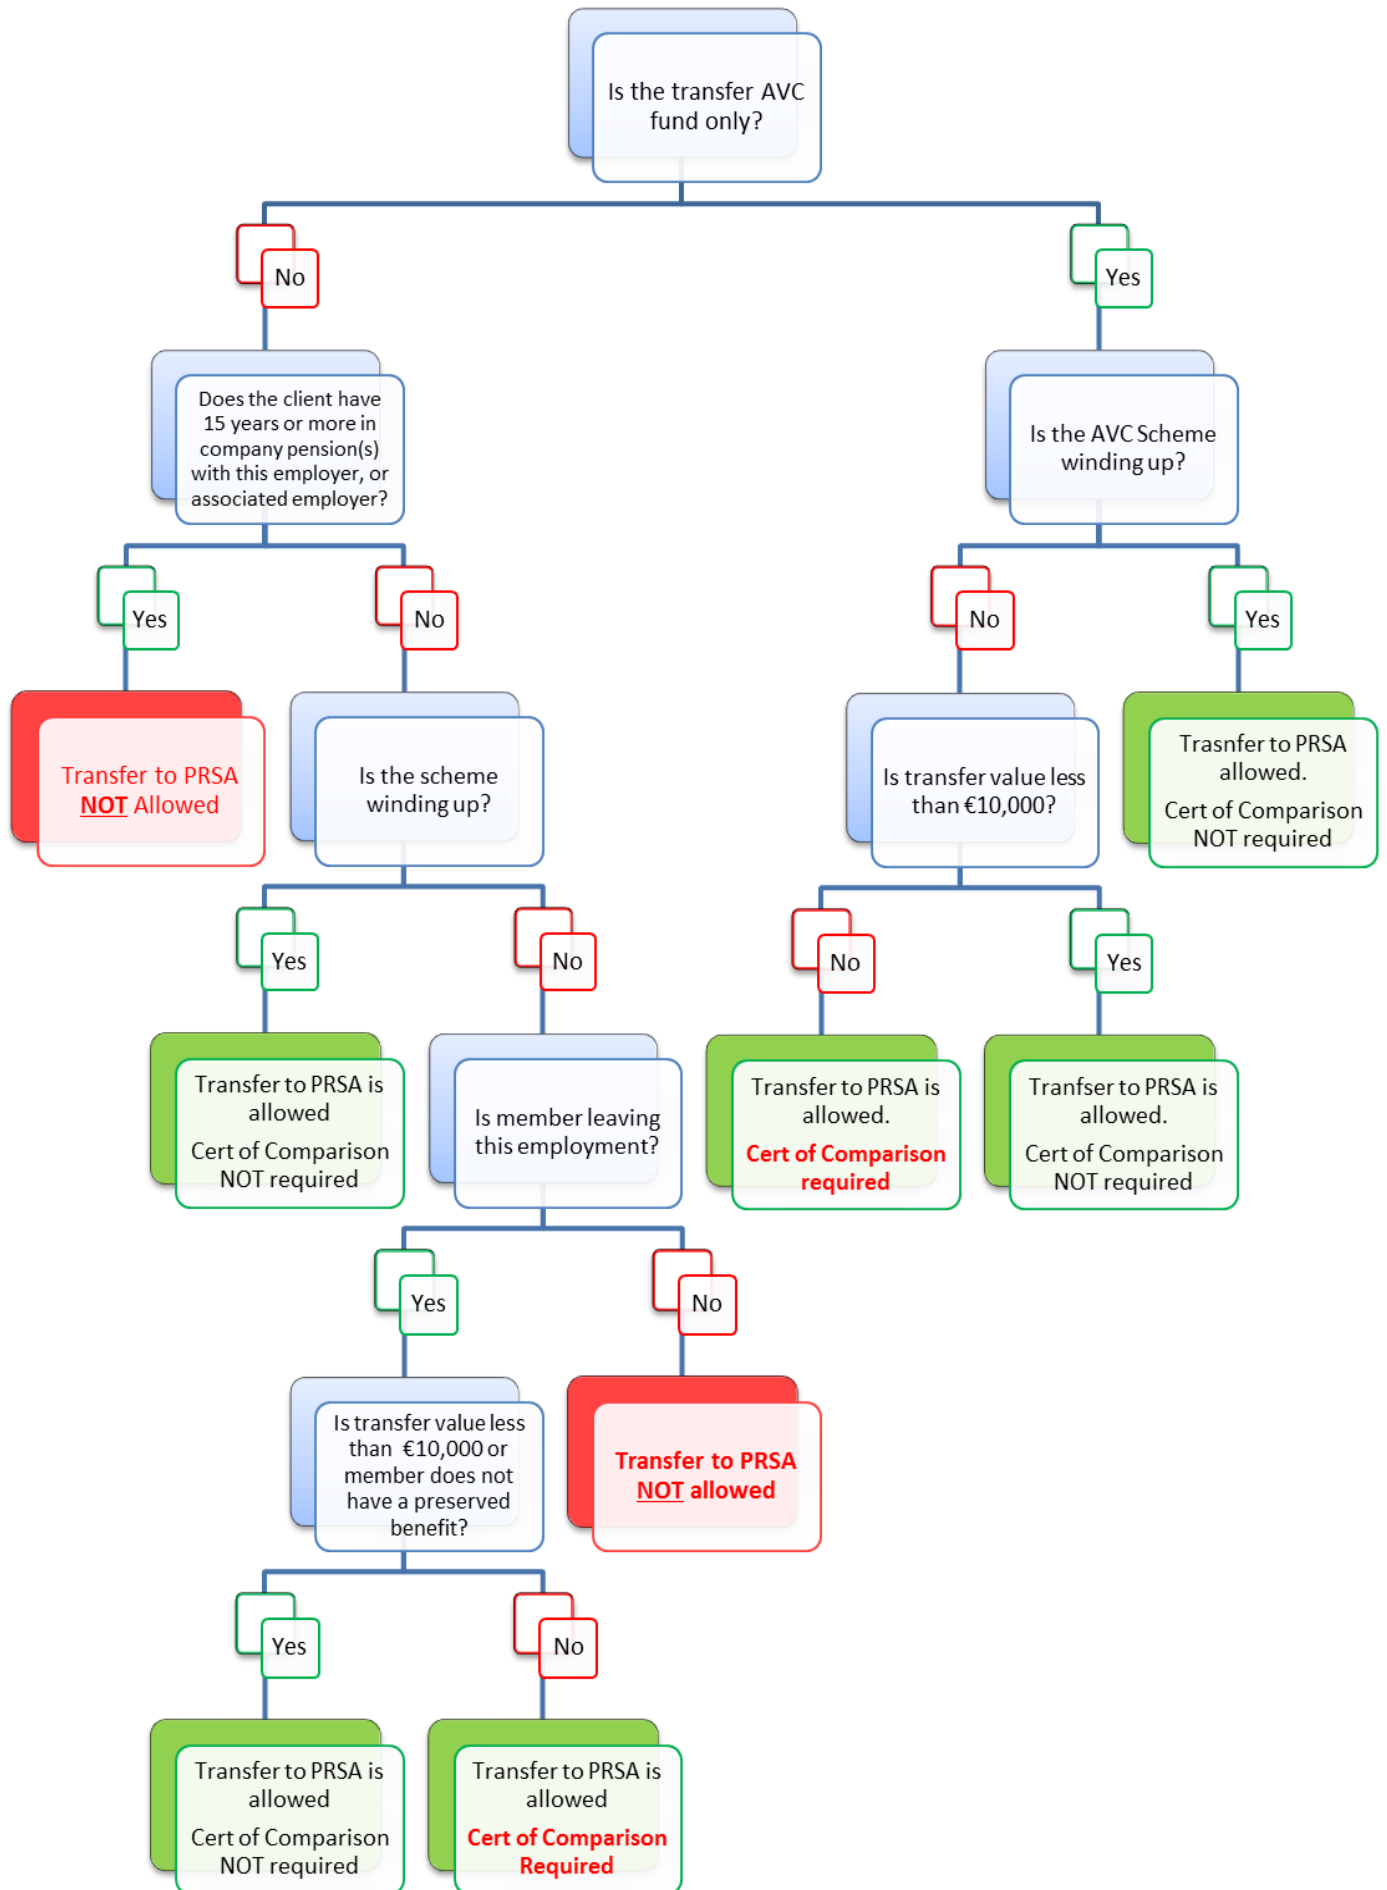 Is the transfer AVC
fund only?
No
Yes
Does the client have
15 years or more in
company pension(s)
with this employer, or
associated employer?
Is the AVC Scheme
winding up?
Yes
No
No
Yes
Transfer to PRSA
NOT Allowed
Is the scheme
winding up?
Is transfer value less
than €10,000?
Trasnfer to PRSA
allowed.
Cert of Comparison
NOT required
Yes
No
No
Yes
Transfer to PRSA is
allowed
Cert of Comparison
NOT required
Is member leaving
this employment?
Transfer to PRSA is
allowed.
Cert of Comparison
required
Tranfser to PRSA is
allowed.
Cert of Comparison
NOT required
Yes
No
Is transfer value less
than €10,000 or
member does not
have a preserved
benefit?
Transfer to PRSA
NOT allowed
Yes
No
Transfer to PRSA is
allowed
Cert of Comparison
NOT required
Transfer to PRSA is
allowed
Cert of Comparison
Required